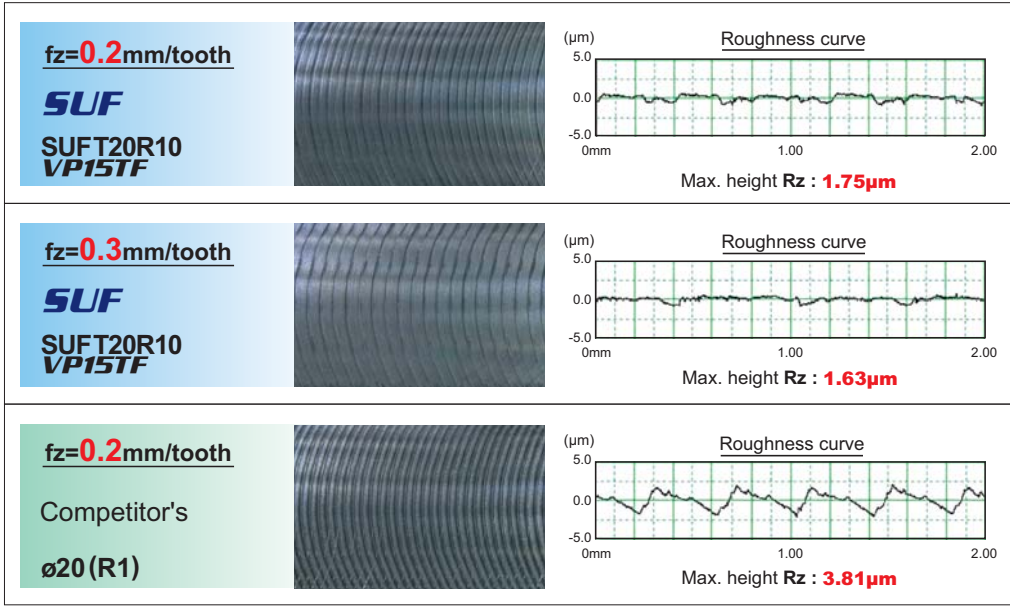 fz=0.2mm/tooth
SUF
SUFT20R10
VP15TF
(µm)
Roughness curve
5.0
0.0
-5.0
0mm 1.00 2.00
Max. height Rz : 1.75µm
fz=0.3mm/tooth
SUF
SUFT20R10
VP15TF
(µm)
Roughness curve
5.0
0.0
-5.0
0mm 1.00 2.00
Max. height Rz : 1.63µm
fz=0.2mm/tooth
Competitor's
ø20 (R1)
(µm)
Roughness curve
5.0
0.0
-5.0
0mm 1.00 2.00
Max. height Rz : 3.81µm